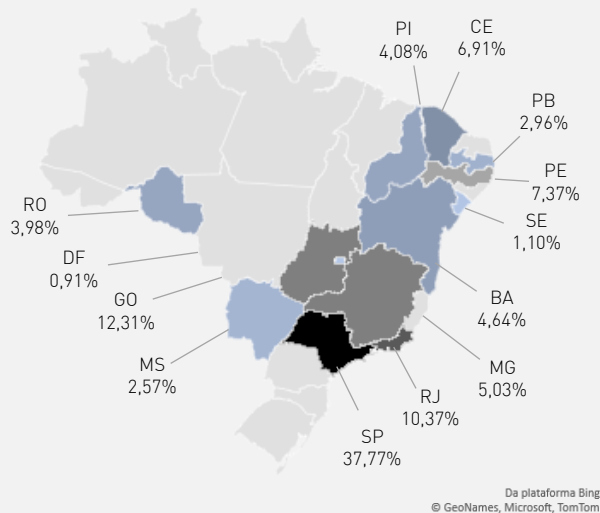 PI
4,08%
CE
6,91%
PB
2,96%
PE
7,37%
SE
1,10%
RO
3,98%
DF
0,91%
GO
12,31%
BA
4,64%
MS
2,57%
MG
5,03%
RJ
10,37%
SP
37,77%
Da plataforma Bing
© GeoNames, Microsoft, TomTom